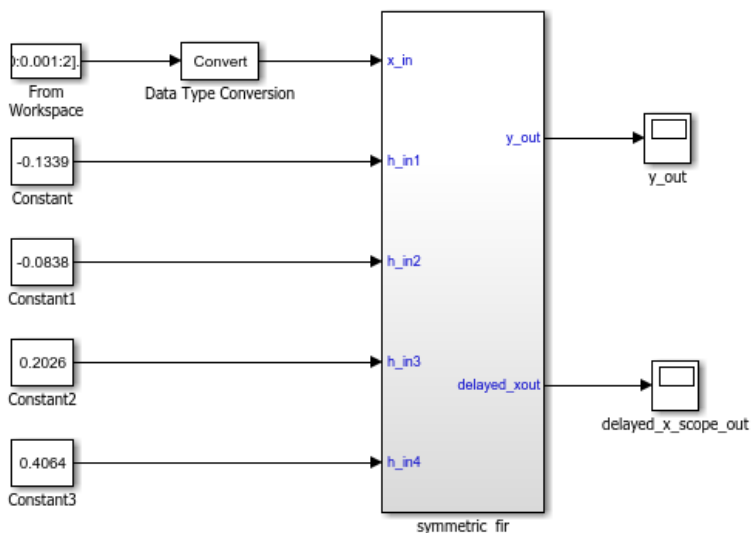 ):0.001:2].
From
Workspace
Convert
Data Type Conversion
x_in
-0.1339
Constant
h_in1
y_out
y_out
-0.0838
Constant1
h_in2
0.2026
Constant2
h_in3
delayed_xout
delayed_x_scope_out
0.4064
Constant3
h_in4
symmetric_fir